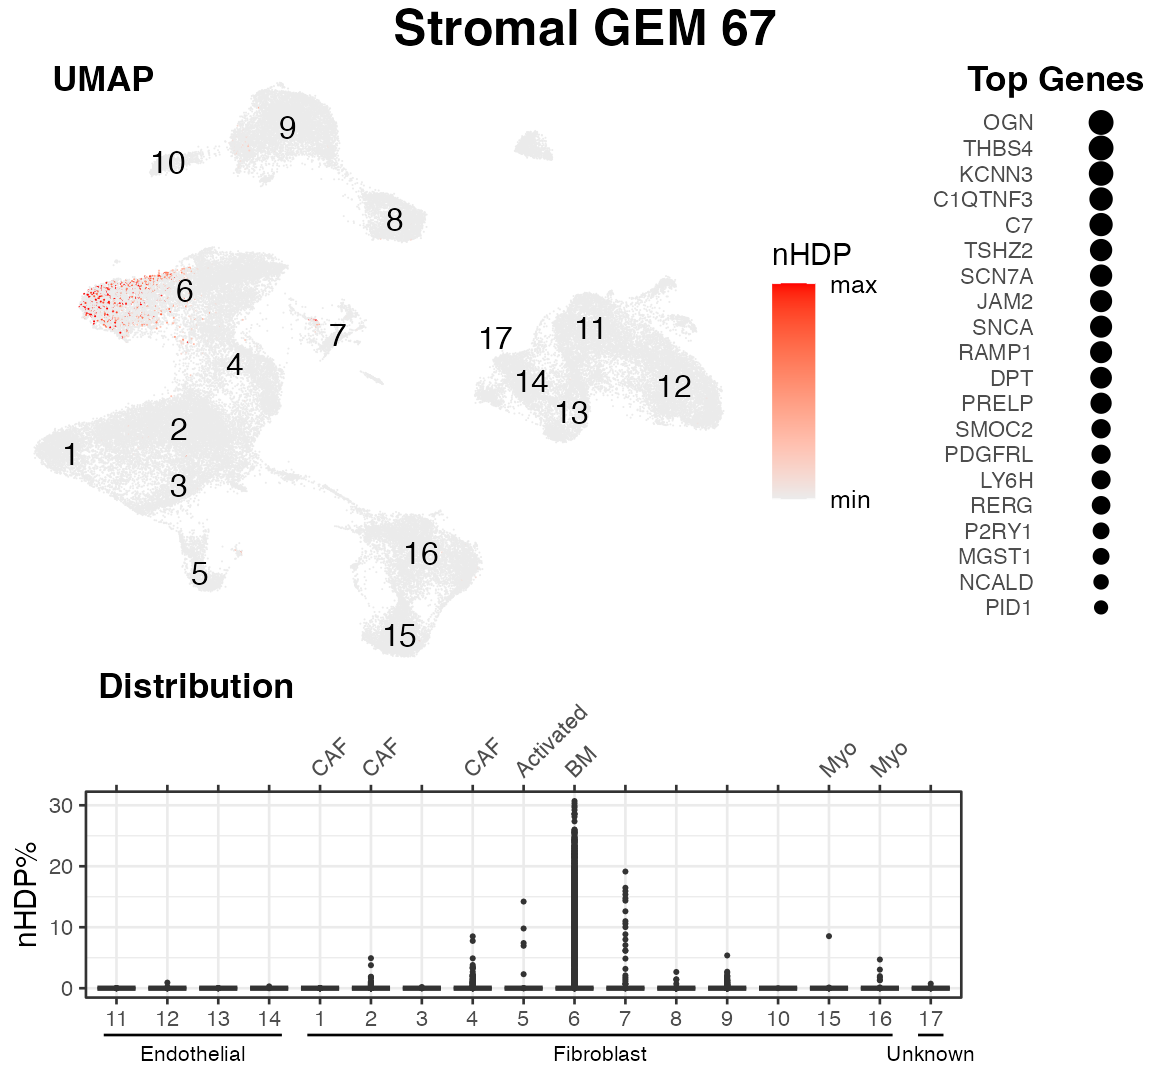 Stromal GEM 67
UMAP
9
10
8
6
7
4
2
1
3
5
16
15
17
11
14
12
13
nHDP
max
min
Top Genes
OGN
THBS4
KCNN3
C1QTNF3
C7
TSHZ2
SCN7A
JAM2
SNCA
RAMP1
DPT
PRELP
SMOC2
PDGFRL
LY6H
RERG
P2RY1
MGST1
NCALD
PID1
Distribution
CAF CAF CAF Activated BM Myo Myo
nHDP%
30
20
10
0
11 12 13 14 1 2 3 4 5 6 7 8 9 10 15 16 17
Endothelial Fibroblast Unknown